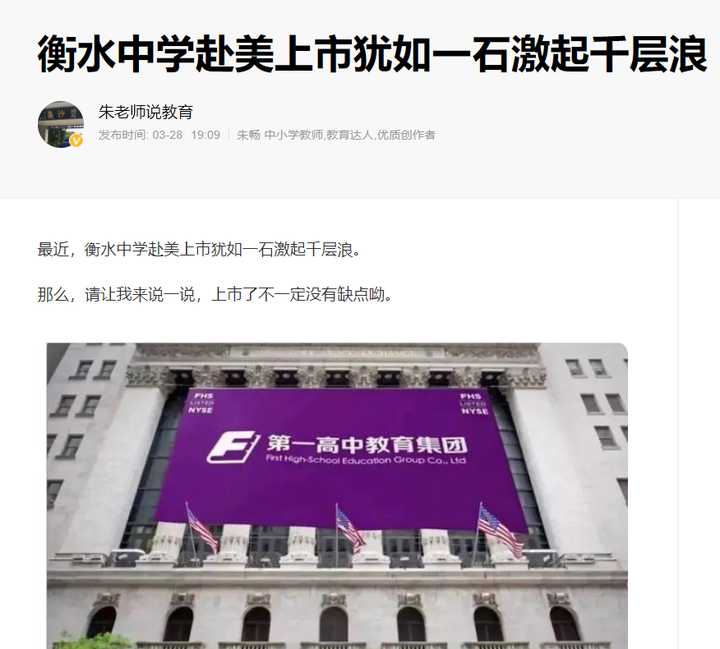 衡水中学赴美上市犹如一石激起千层浪
朱老师说教育
发布时间: 03-28 19:09 朱畅 中小学教师,教育达人,优质创作者
最近，衡水中学赴美上市犹如一石激起千层浪。
那么，请让我来说一说，上市了不一定没有缺点呦。
FHS
LISTED
NYSE
FHS
LISTED
NYSE
第一高中教育集团
First High-School Education Group Co., Ltd